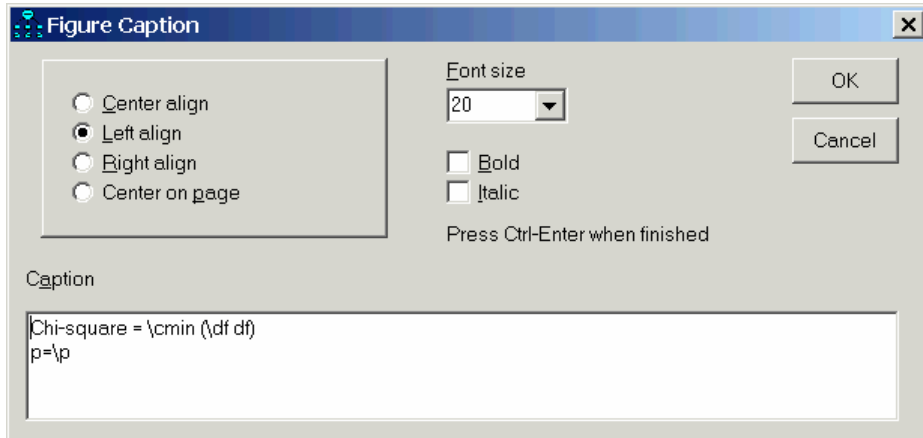 Figure Caption
Center align
Left align
Right align
Center on page
Font size
20
Bold
Italic
Press Ctrl-Enter when finished
OK
Cancel
Caption
Chi-square = \cmin (\df df)
p=\p